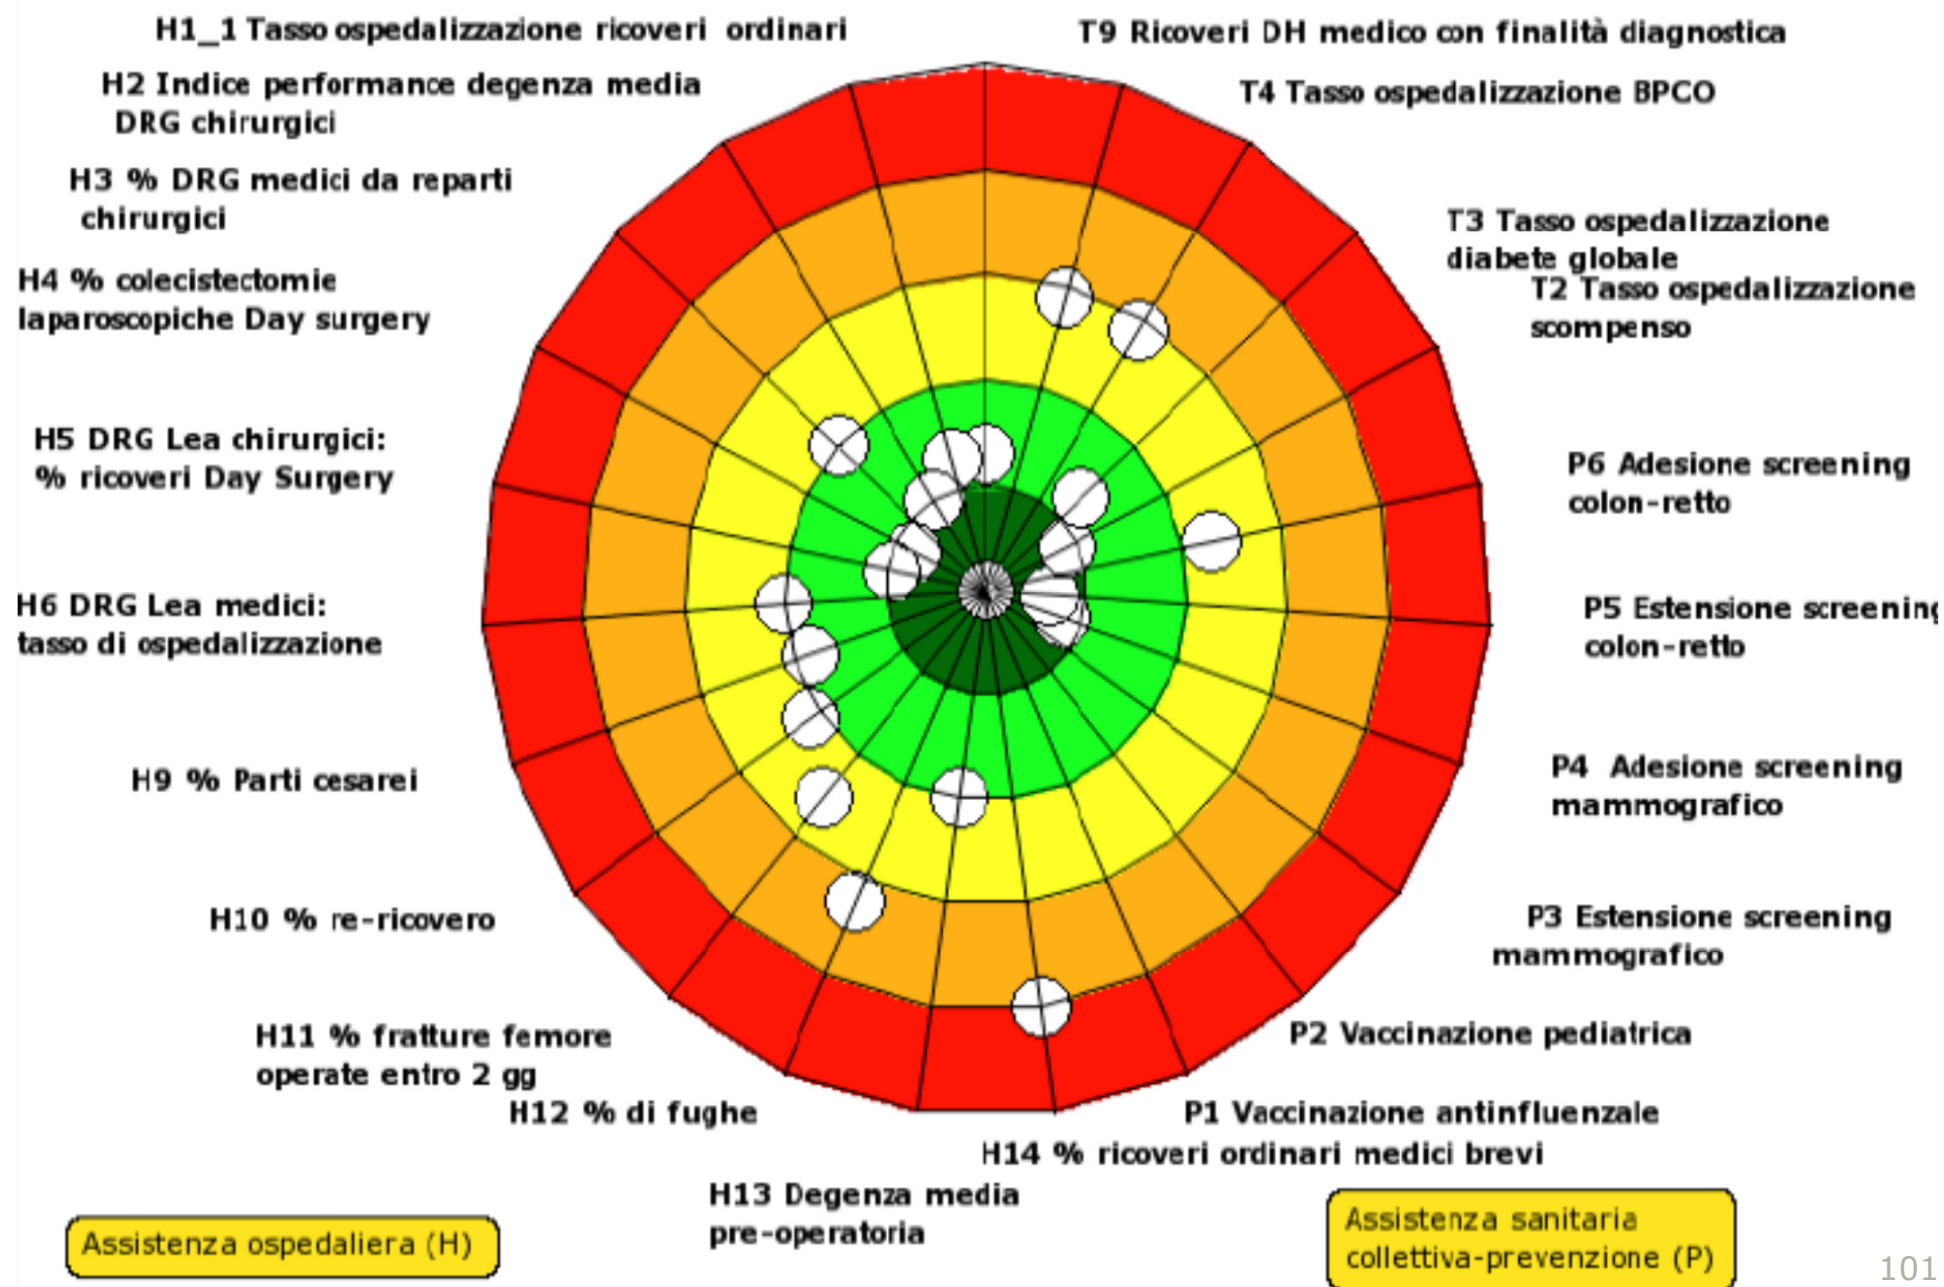 H1_1 Tasso ospedalizzazione ricoveri ordinari
H2 Indice performance degenza media
DRG chirurgici
H3 % DRG medici da reparti
chirurgici
H4 % colecistectomie
laparoscopiche Day surgery
H5 DRG Lea chirurgici:
% ricoveri Day Surgery
H6 DRG Lea medici:
tasso di ospedalizzazione
H9 % Parti cesarei
H10 % re-ricovero
H11 % fratture femore
operate entro 2 gg
H12 % di fughe
H13 Degenza media
pre-operatoria
H14 % ricoveri ordinari medici brevi
T9 Ricoveri DH medico con finalità diagnostica
T4 Tasso ospedalizzazione BPCO
T3 Tasso ospedalizzazione
diabete globale
T2 Tasso ospedalizzazione
scompenso
P6 Adesione screening
colon-retto
P5 Estensione screening
colon-retto
P4 Adesione screening
mammografico
P3 Estensione screening
mammografico
P2 Vaccinazione pediatrica
P1 Vaccinazione antinfluenzale
Assistenza ospedaliera (H)
Assistenza sanitaria
collettiva-prevenzione (P)
101